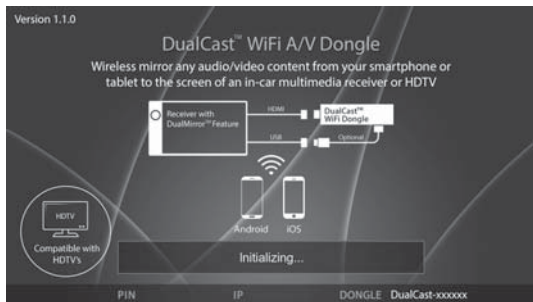 Version 1.1.0
DualCast™ WiFi A/V Dongle
Wireless mirror any audio/video content from your smartphone or
tablet to the screen of an in-car multimedia receiver or HDTV
Receiver with
DualMirror™ Feature
HDMI
DualCast™
WiFi Dongle
USB
Optional
Android
iOS
HDTV
Compatible with
HDTV's
Initializing...
PIN
IP
DONGLE DualCast-xxxxxx